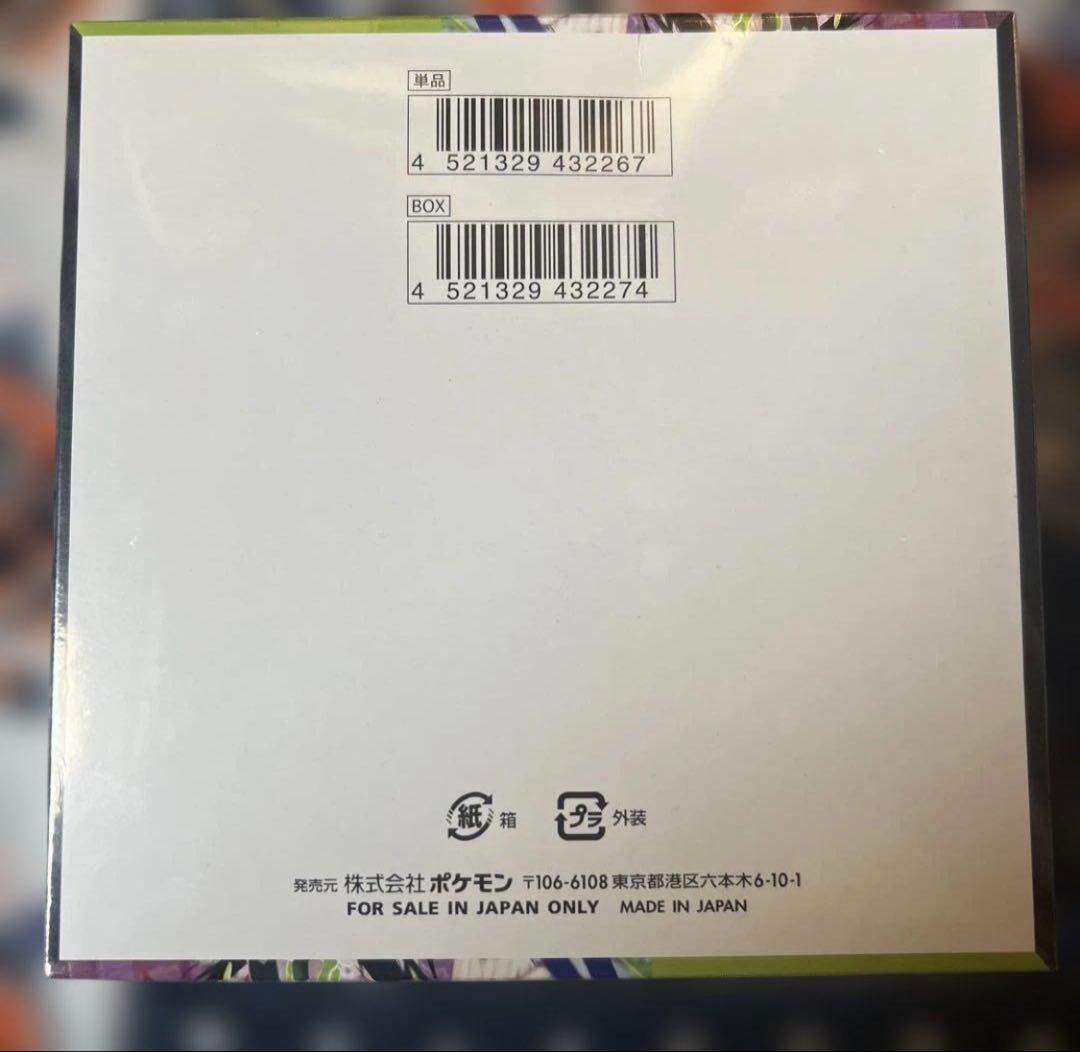 単品
4 521329 432267
BOX
4 521329 432274
紙 箱 プラ 外装
発売元 株式会社ポケモン 〒106-6108 東京都港区六本木6-10-1
FOR SALE IN JAPAN ONLY MADE IN JAPAN